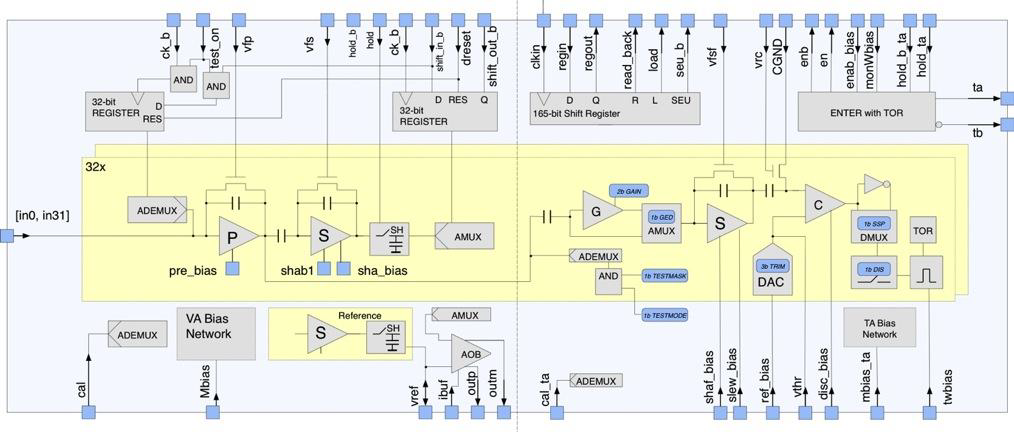 ck_b
test_on
vfp
vfs
hold_b
hold
ck_b
shift_in_b
dreset
shift_out_b
clkin
regin
regout
read_back
load
seu_b
vfsf
vrc
CGND
enb
en
enab_bias
monWbias
hold_b_ta
hold_ta
AND
AND
32-bit
REGISTER
D
RES
D RES Q
32-bit
REGISTER
D Q R L SEU
165-bit Shift Register
ENTER with TOR
ta
tb
32x
[in0, in31]
ADEMUX
P
S
SH
AMUX
pre_bias
shab1
sha_bias
G
2b GAIN
1b GED
AMUX
S
C
1b SSP
DMUX
TOR
ADEMUX
AND
1b TESTMASK
1b TESTMODE
3b TRIM
DAC
1b DIS
ADEMUX
VA Bias
Network
Reference
S
SH
AMUX
AOB
TA Bias
Network
ADEMUX
cal
Mbias
vref
ibuf
outp
outm
cal_ta
shaf_bias
slew_bias
ref_bias
vthr
disc_bias
mbias_ta
twbias